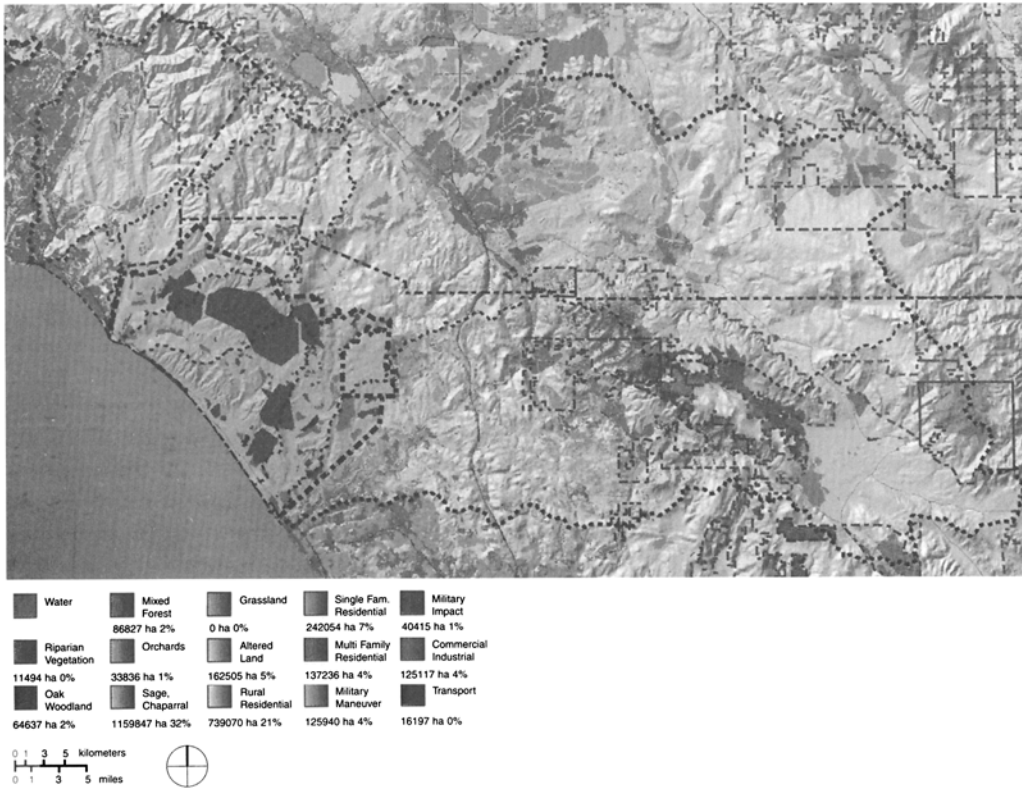 Water
Mixed
Forest
86827 ha 2%
Grassland
0 ha 0%
Single Fam.
Residential
242054 ha 7%
Military
Impact
40415 ha 1%
Riparian
Vegetation
11494 ha 0%
Orchards
33836 ha 1%
Altered
Land
162505 ha 5%
Multi Family
Residential
137236 ha 4%
Commercial
Industrial
125117 ha 4%
Oak
Woodland
64637 ha 2%
Sage,
Chaparral
1159847 ha 32%
Rural
Residential
739070 ha 21%
Military
Maneuver
125940 ha 4%
Transport
16197 ha 0%
0 1 3 5 kilometers
0 1 3 5 miles